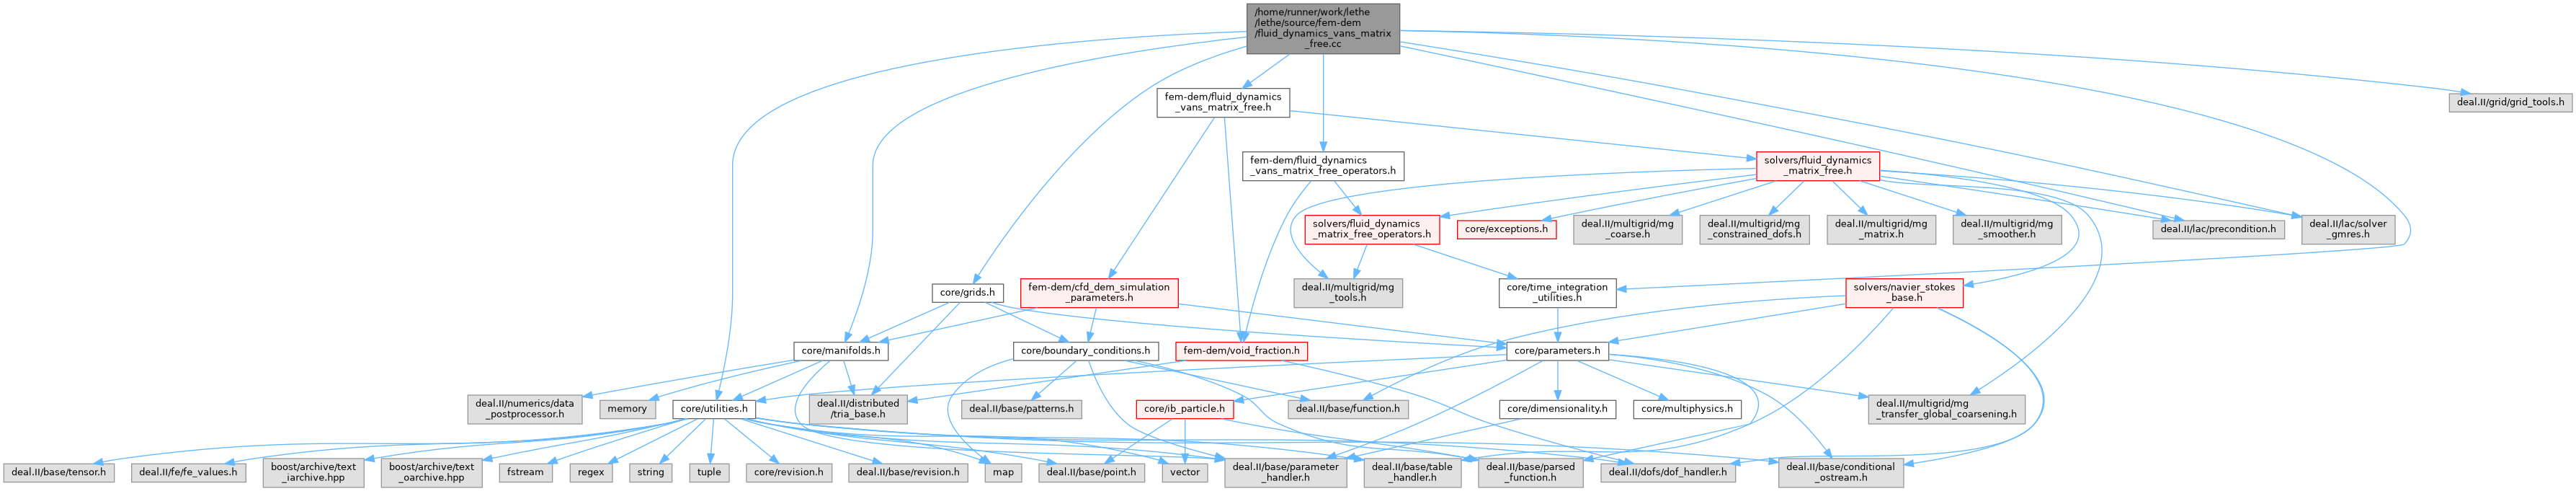 /home/runner/work/lethe
/lethe/source/fem-dem
/fluid_dynamics_vans_matrix
_free.cc
fem-dem/fluid_dynamics
_vans_matrix_free.h
deal.II/grid/grid_tools.h
fem-dem/fluid_dynamics
_vans_matrix_free_operators.h
solvers/fluid_dynamics
_matrix_free.h
solvers/fluid_dynamics
_matrix_free_operators.h
core/exceptions.h
deal.II/multigrid/mg
_coarse.h
deal.II/multigrid/mg
_constrained_dofs.h
deal.II/multigrid/mg
_matrix.h
deal.II/multigrid/mg
_smoother.h
deal.II/lac/precondition.h
deal.II/lac/solver
_gmres.h
core/grids.h
fem-dem/cfd_dem_simulation
_parameters.h
deal.II/multigrid/mg
_tools.h
core/time_integration
_utilities.h
solvers/navier_stokes
_base.h
core/manifolds.h
core/boundary_conditions.h
fem-dem/void_fraction.h
core/parameters.h
deal.II/numerics/data
_postprocessor.h
memory
core/utilities.h
deal.II/distributed
/tria_base.h
deal.II/base/patterns.h
core/ib_particle.h
deal.II/base/function.h
core/dimensionality.h
core/multiphysics.h
deal.II/multigrid/mg
_transfer_global_coarsening.h
deal.II/base/tensor.h
deal.II/fe/fe_values.h
boost/archive/text
_iarchive.hpp
boost/archive/text
_oarchive.hpp
fstream
regex
string
tuple
core/revision.h
deal.II/base/revision.h
map
deal.II/base/point.h
vector
deal.II/base/parameter
_handler.h
deal.II/base/table
_handler.h
deal.II/base/parsed
_function.h
deal.II/dofs/dof_handler.h
deal.II/base/conditional
_ostream.h